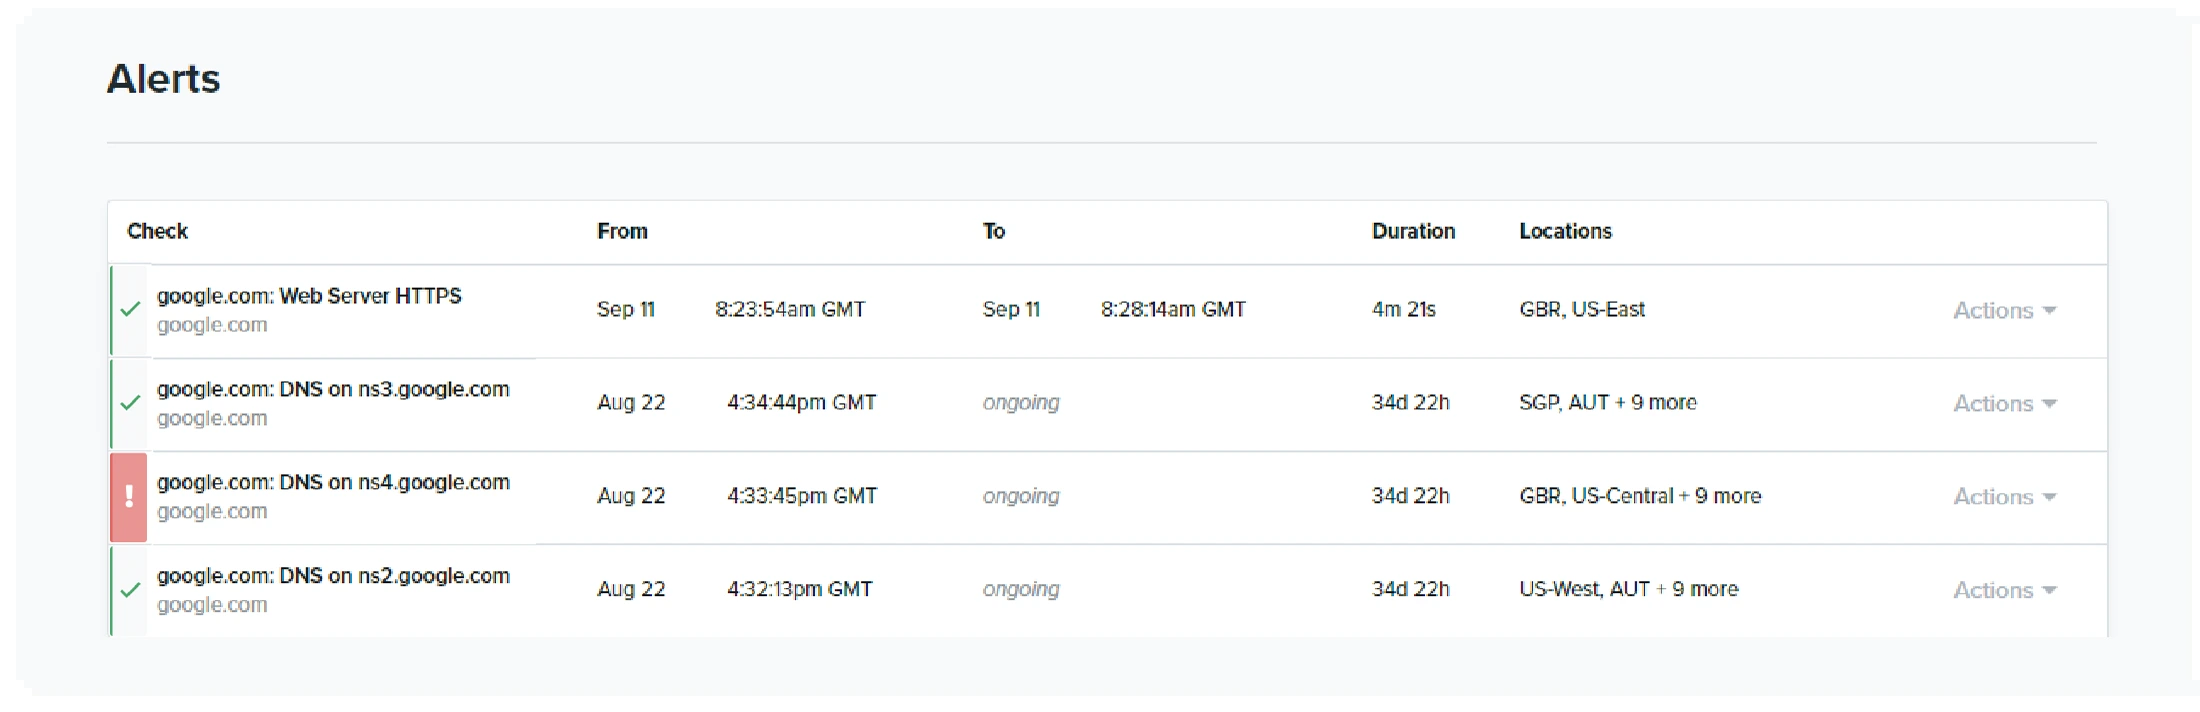 Alerts
Check From To Duration Locations
google.com: Web Server HTTPS
google.com
Sep 11 8:23:54am GMT Sep 11 8:28:14am GMT 4m 21s GBR, US-East Actions
google.com: DNS on ns3.google.com
google.com
Aug 22 4:34:44pm GMT ongoing 34d 22h SGP, AUT + 9 more Actions
google.com: DNS on ns4.google.com
google.com
Aug 22 4:33:45pm GMT ongoing 34d 22h GBR, US-Central + 9 more Actions
google.com: DNS on ns2.google.com
google.com
Aug 22 4:32:13pm GMT ongoing 34d 22h US-West, AUT + 9 more Actions